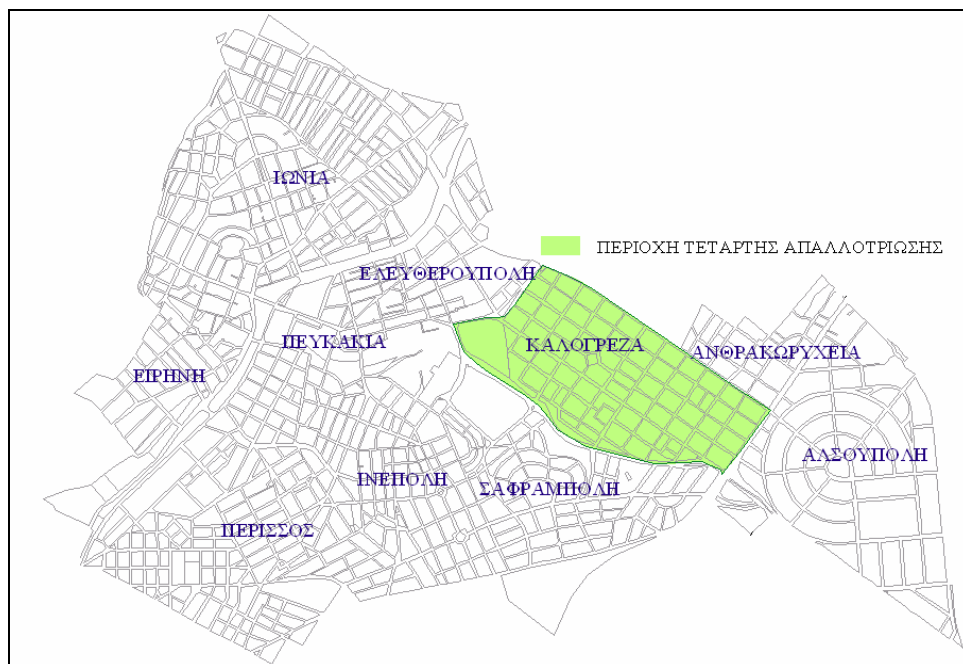 ΙΩΝΙΑ
ΠΕΡΙΟΧΗ ΤΕΤΑΡΤΗΣ ΑΠΑΛΛΟΤΡΙΩΣΗΣ
ΕΛΕΥΘΕΡΟΥΠΟΛΗ
ΠΕΥΚΑΚΙΑ
ΚΑΛΟΓΡΕΖΑ
ΑΝΘΡΑΚΩΡΥΧΕΙΑ
ΕΙΡΗΝΗ
ΑΛΣΟΥΠΟΛΗ
ΙΝΕΠΟΛΗ
ΣΑΦΡΑΜΠΟΛΗ
ΠΕΡΙΣΣΟΣ